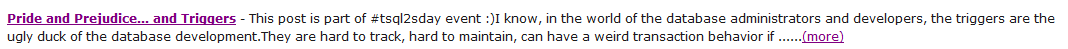 Pride and Prejudice... and Triggers - This post is part of #tsql2sday event :)I know, in the world of the database administrators and developers, the triggers are the
ugly duck of the database development.They are hard to track, hard to maintain, can have a weird transaction behavior if ......(more)